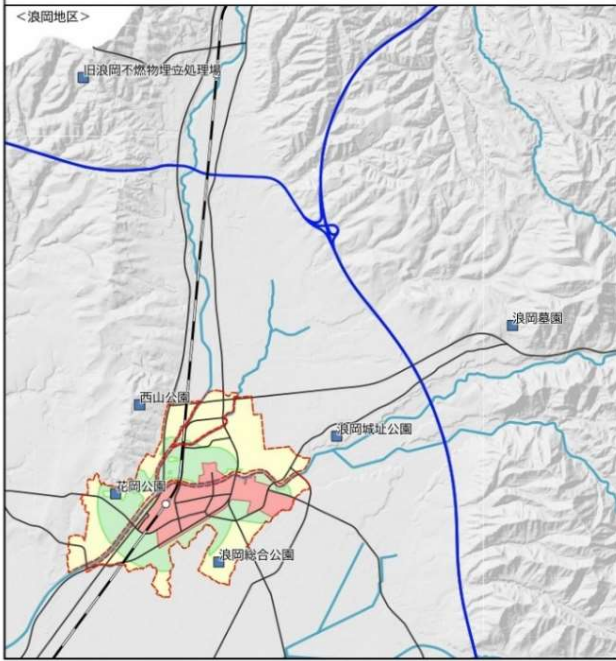 <浪岡地区>
旧浪岡不燃物埋立処理場
浪岡墓園
西山公園
浪岡城址公園
花岡公園
浪岡総合公園